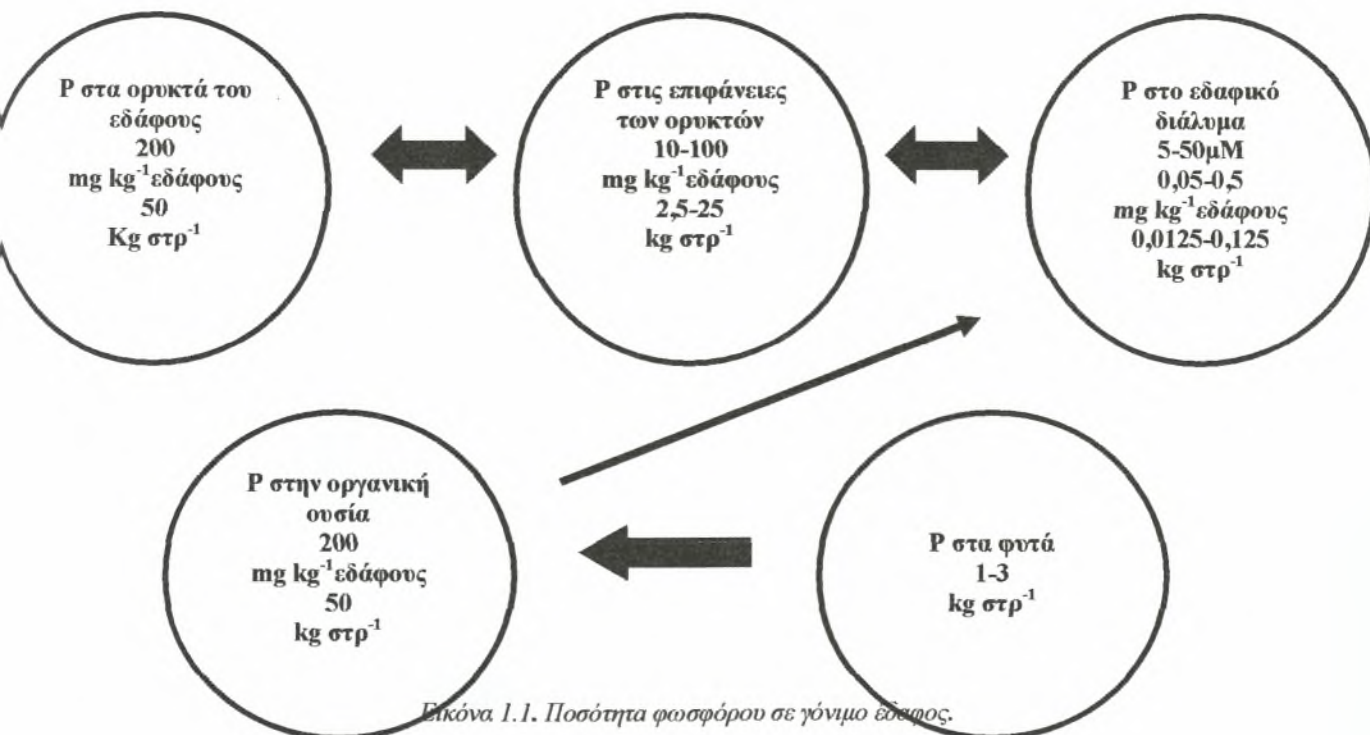 P στα ορυκτά του
εδάφους
200
mg kg⁻¹εδάφους
50
Kg στρ⁻¹
P στις επιφάνειες
των ορυκτών
10-100
mg kg⁻¹εδάφους
2,5-25
kg στρ⁻¹
P στο εδαφικό
διάλυμα
5-50μM
0,05-0,5
mg kg⁻¹εδάφους
0,0125-0,125
kg στρ⁻¹
P στην οργανική
ουσία
200
mg kg⁻¹εδάφους
50
kg στρ⁻¹
P στα φυτά
1-3
kg στρ⁻¹
Εικόνα 1.1. Ποσότητα φωσφόρου σε γόνιμο έδαφος.